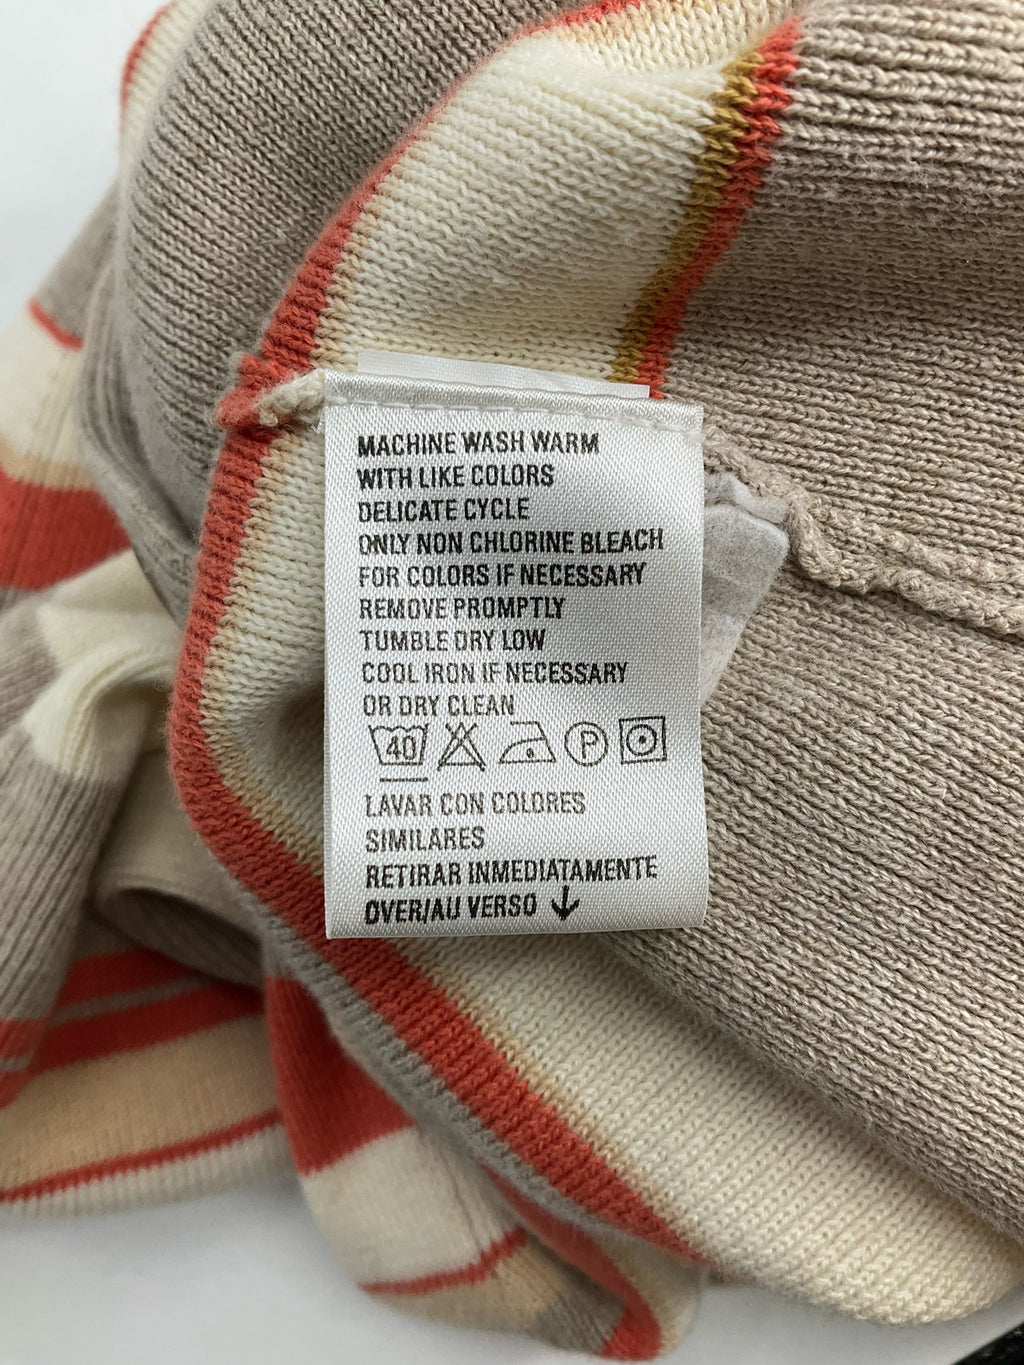 MACHINE WASH WARM
WITH LIKE COLORS
DELICATE CYCLE
ONLY NON CHLORINE BLEACH
FOR COLORS IF NECESSARY
REMOVE PROMPTLY
TUMBLE DRY LOW
COOL IRON IF NECESSARY
OR DRY CLEAN
40 P
LAVAR CON COLORES
SIMILARES
RETIRAR INMEDIATAMENTE
OVER/AU VERSO